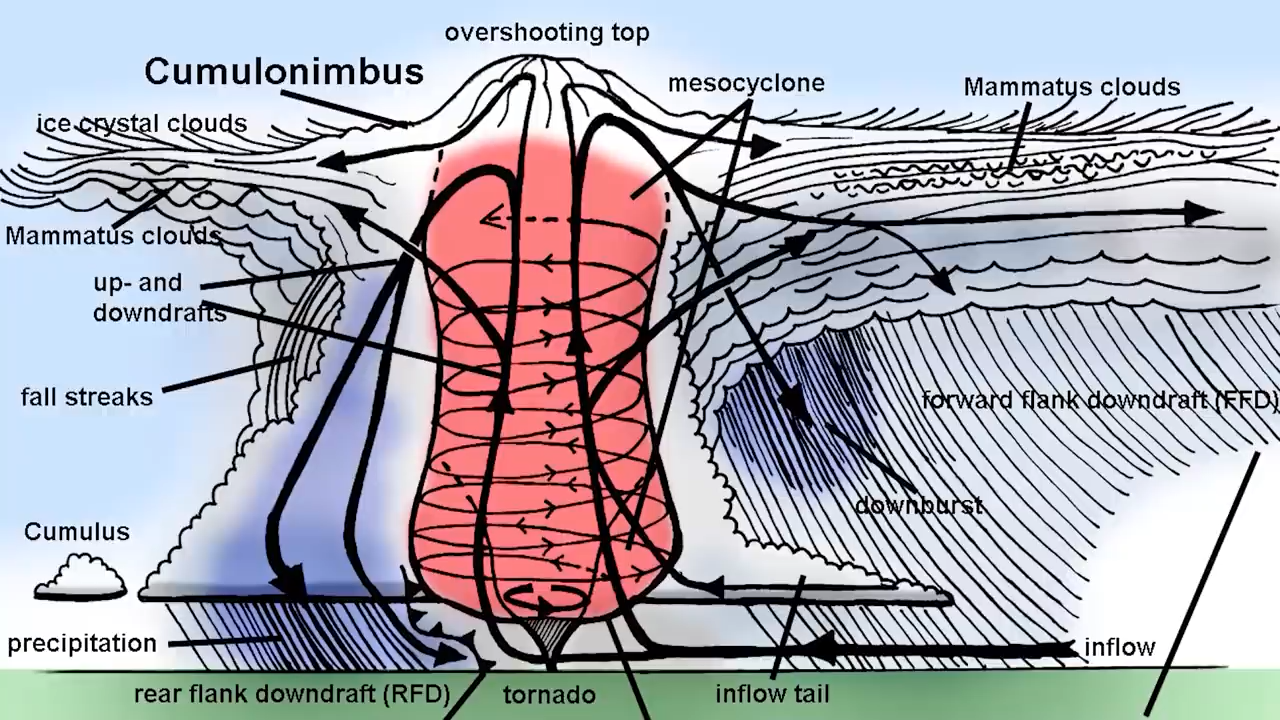 overshooting top
Cumulonimbus
mesocyclone
Mammatus clouds
ice crystal clouds
Mammatus clouds
up- and
downdrafts
fall streaks
forward flank downdraft (FFD)
downburst
Cumulus
precipitation
inflow
rear flank downdraft (RFD)
tornado
inflow tail